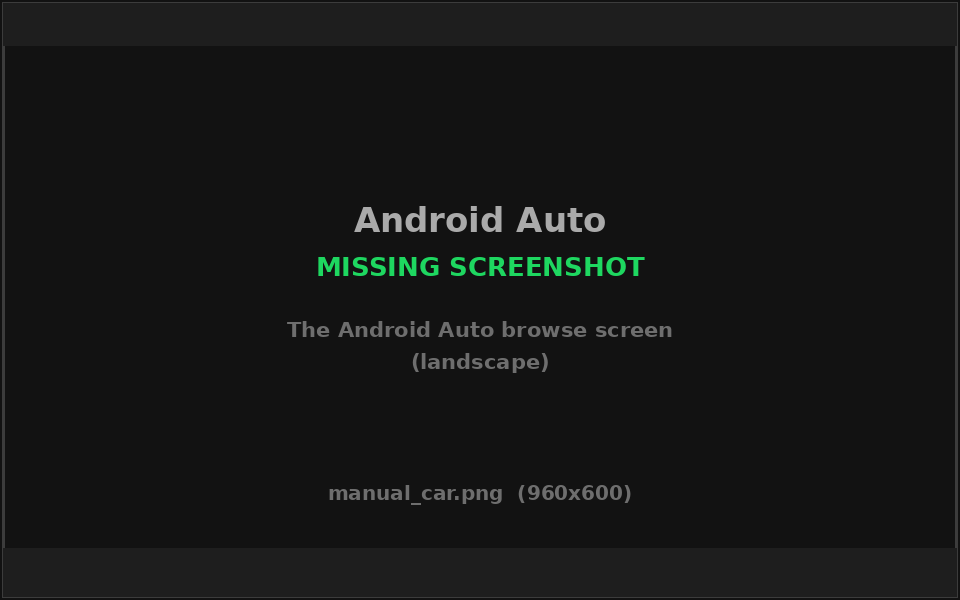 Android Auto
MISSING SCREENSHOT
The Android Auto browse screen
(landscape)
manual_car.png (960x600)